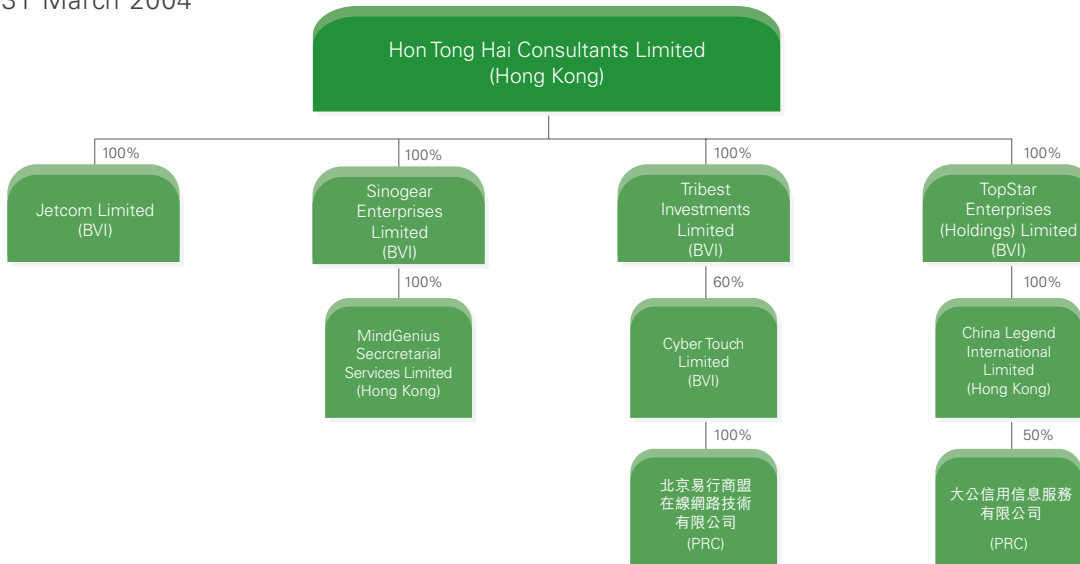 31 March 2004
Hon Tong Hai Consultants Limited
(Hong Kong)
100%
100%
100%
100%
Jetcom Limited
(BVI)
Sinogear
Enterprises
Limited
(BVI)
Tribest
Investments
Limited
(BVI)
TopStar
Enterprises
(Holdings) Limited
(BVI)
100%
60%
100%
MindGenius
Secrcretarial
Services Limited
(Hong Kong)
Cyber Touch
Limited
(BVI)
China Legend
International
Limited
(Hong Kong)
100%
50%
北京易行商盟
在線網路技術
有限公司
(PRC)
大公信用信息服務
有限公司
(PRC)